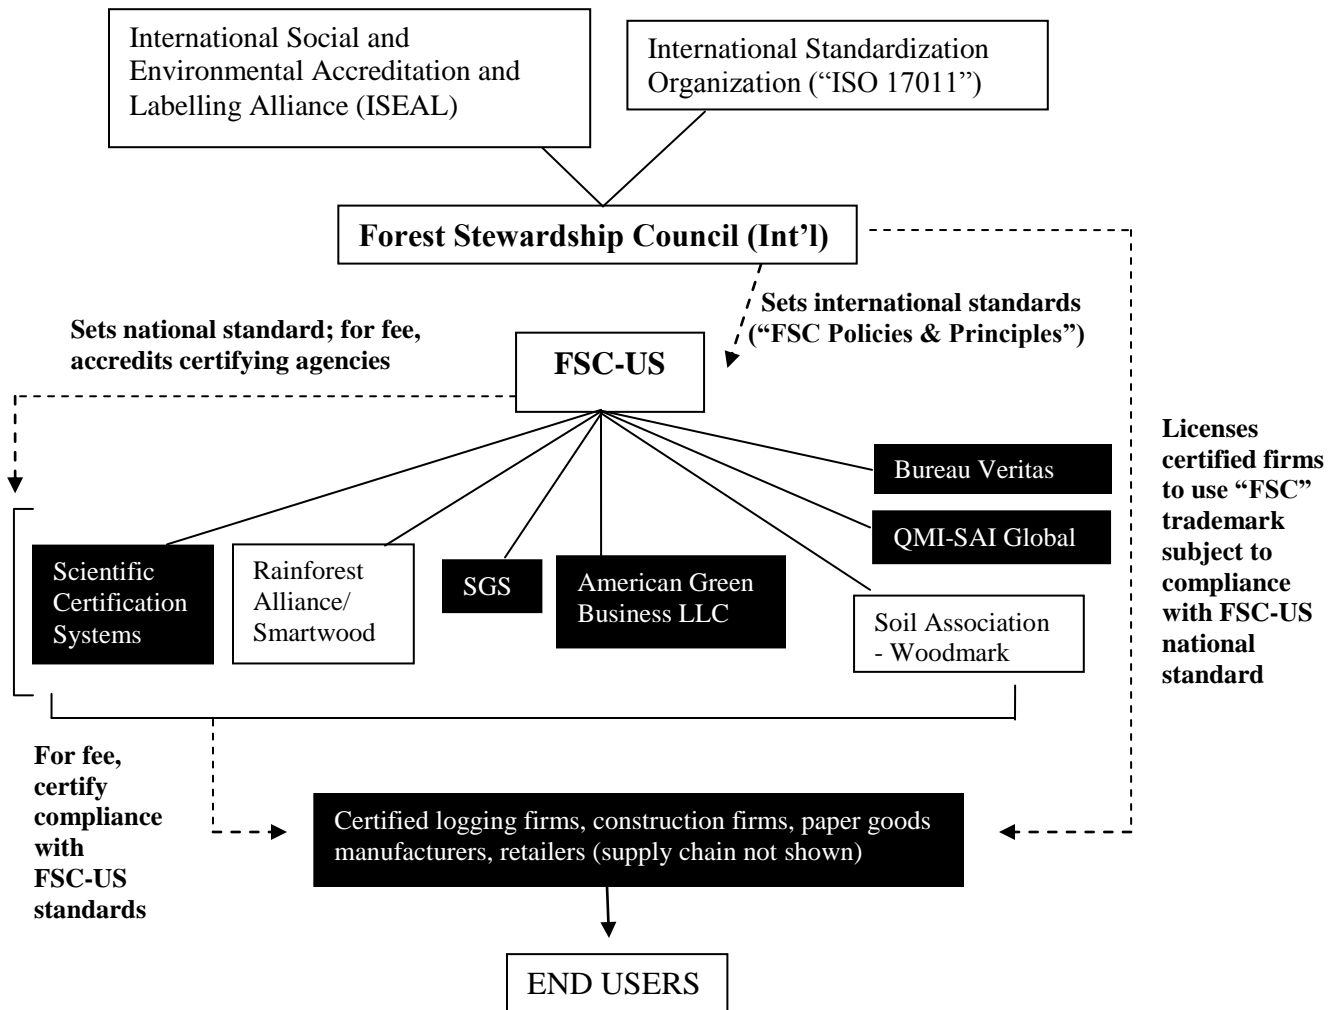 International Social and
Environmental Accreditation and
Labelling Alliance (ISEAL)
International Standardization
Organization (“ISO 17011”)
Forest Stewardship Council (Int’l)
Sets international standards
(“FSC Policies & Principles”)
Sets national standard; for fee,
accredits certifying agencies
FSC-US
Licenses
certified firms
to use “FSC”
trademark
subject to
compliance
with FSC-US
national
standard
Bureau Veritas
QMI-SAI Global
Scientific
Certification
Systems
Rainforest
Alliance/
Smartwood
SGS
American Green
Business LLC
Soil Association
- Woodmark
For fee,
certify
compliance
with
FSC-US
standards
Certified logging firms, construction firms, paper goods
manufacturers, retailers (supply chain not shown)
END USERS